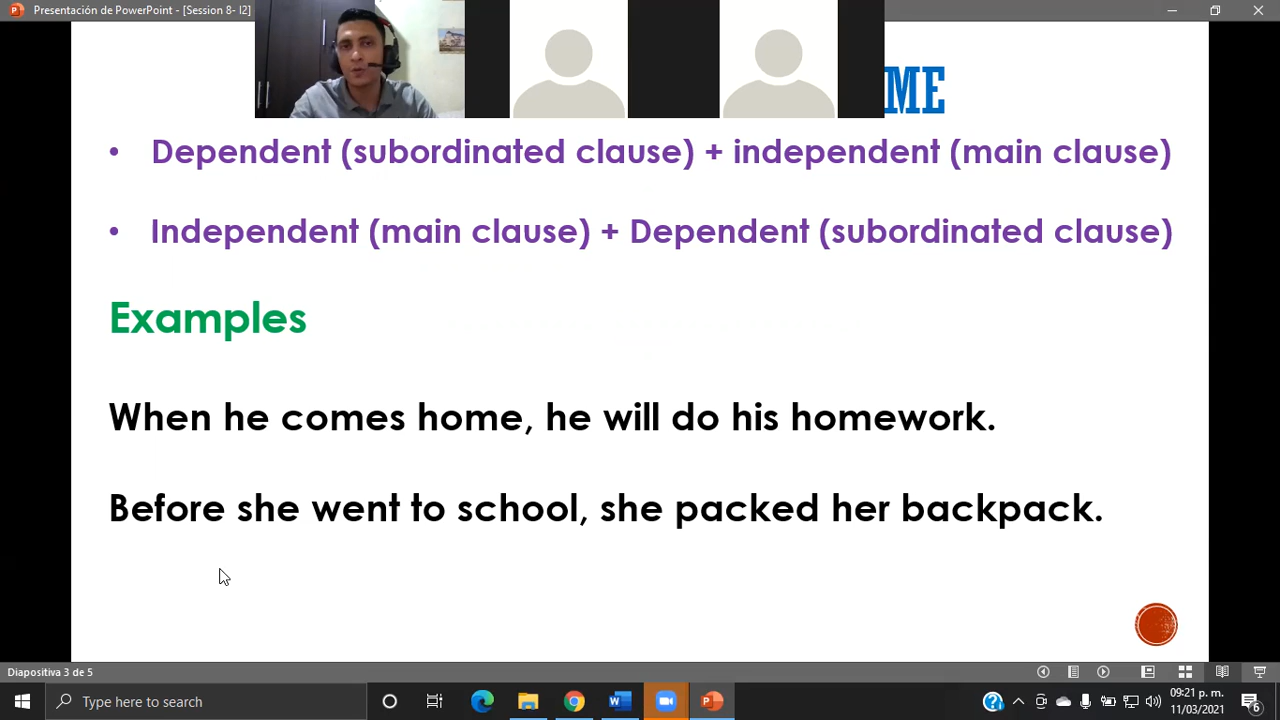 Presentación de PowerPoint - [Session 8- I2]
ME
• Dependent (subordinated clause) + independent (main clause)
• Independent (main clause) + Dependent (subordinated clause)
Examples
When he comes home, he will do his homework.
Before she went to school, she packed her backpack.
Diapositiva 3 de 5
Type here to search
09:21 p. m.
11/03/2021
6